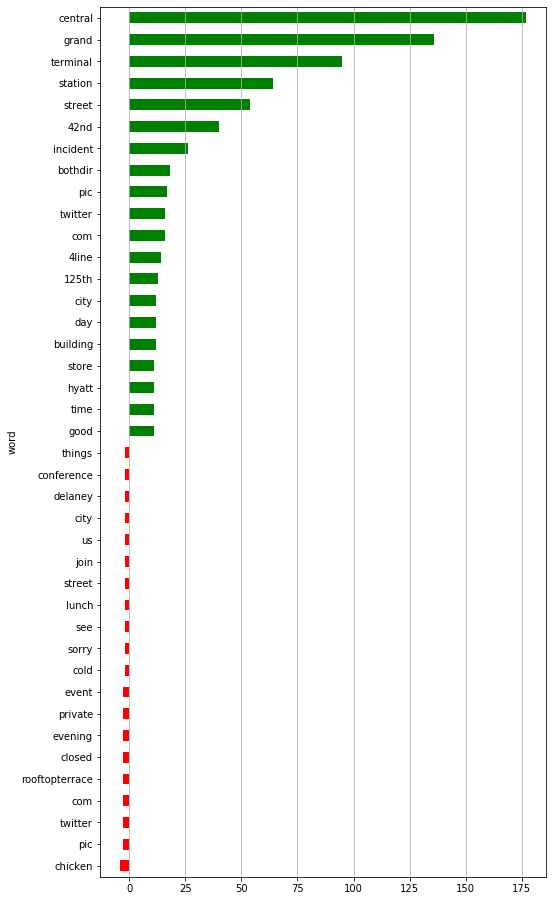 central
grand
terminal
station
street
42nd
incident
bothdir
pic
twitter
com
4line
125th
city
day
building
store
hyatt
time
good
word
things
conference
delaney
city
us
join
street
lunch
see
sorry
cold
event
private
evening
closed
rooftopterrace
com
twitter
pic
chicken
0 25 50 75 100 125 150 175